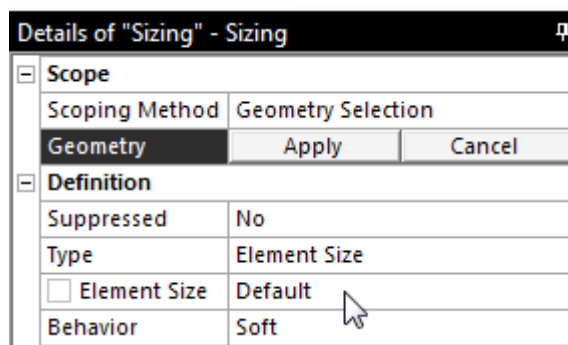 Details of "Sizing" - Sizing
Scope
Scoping Method Geometry Selection
Geometry Apply Cancel
Definition
Suppressed No
Type Element Size
Element Size Default
Behavior Soft